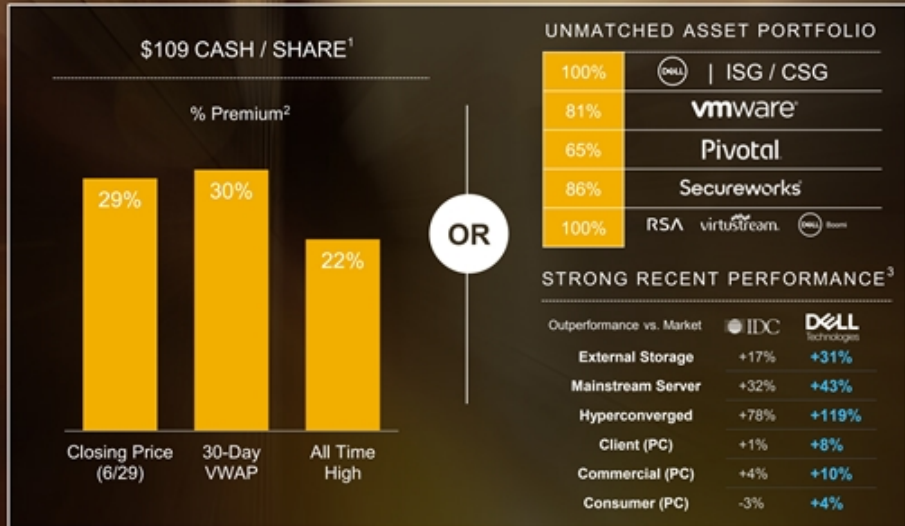 $109 CASH / SHARE¹
% Premium²
29%
30%
22%
Closing Price
(6/29)
30-Day
VWAP
All Time
High
OR
UNMATCHED ASSET PORTFOLIO
100% DELL | ISG / CSG
81% vmware®
65% Pivotal.
86% Secureworks®
100% RSA virtustream. DELL Boomi
STRONG RECENT PERFORMANCE³
Outperformance vs. Market IDC DELL Technologies
External Storage +17% +31%
Mainstream Server +32% +43%
Hyperconverged +78% +119%
Client (PC) +1% +8%
Commercial (PC) +4% +10%
Consumer (PC) -3% +4%